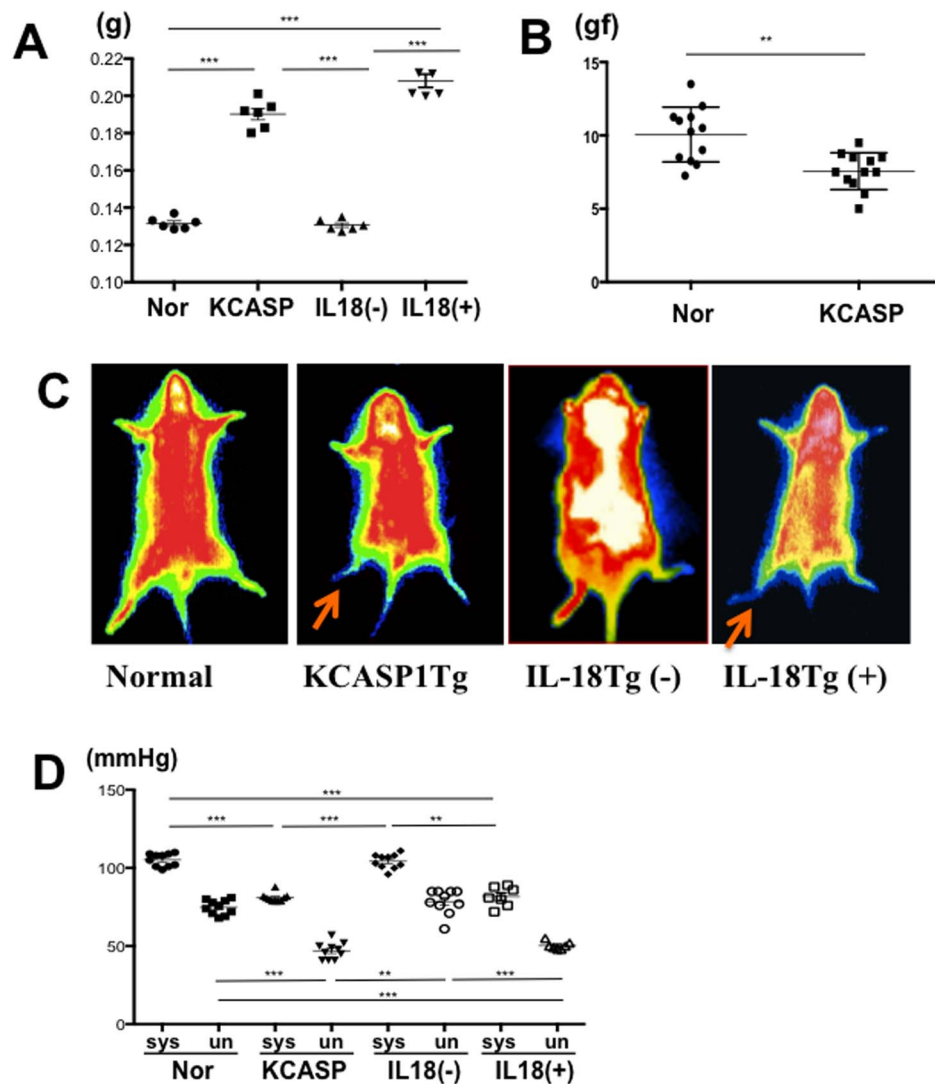 A
(g)
***
***
***
***
0.22
0.20
0.18
0.16
0.14
0.12
0.10
Nor KCASP IL18(-) IL18(+)
B
(gf)
**
15
10
5
0
Nor KCASP
C
Normal KCASP1Tg IL-18Tg (-) IL-18Tg (+)
D
(mmHg)
150
100
50
0
***
*** *** **
*** ** ***
***
sys un sys un sys un sys un
Nor KCASP IL18(-) IL18(+)